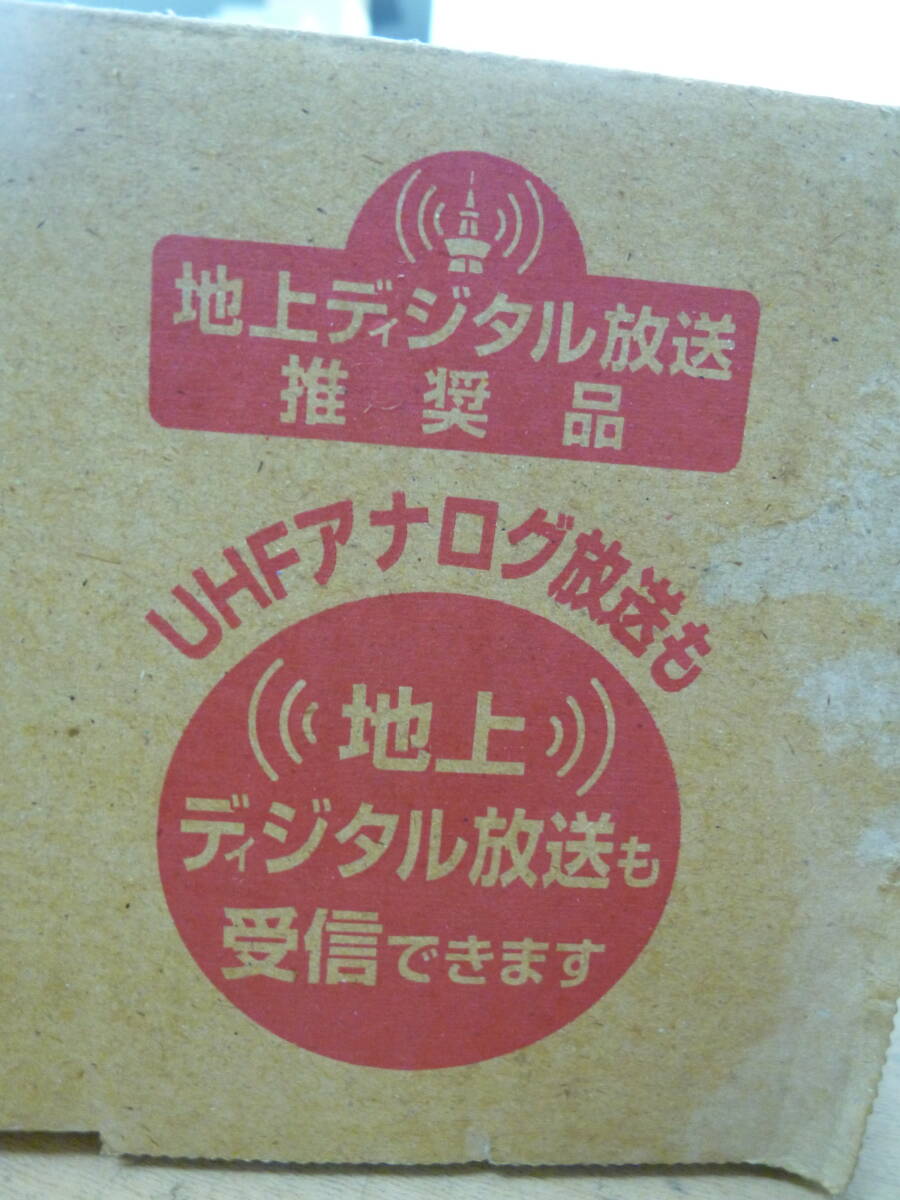 地上ディジタル放送
推奨品
UHFアナログ放送も
地上
ディジタル放送も
受信できます